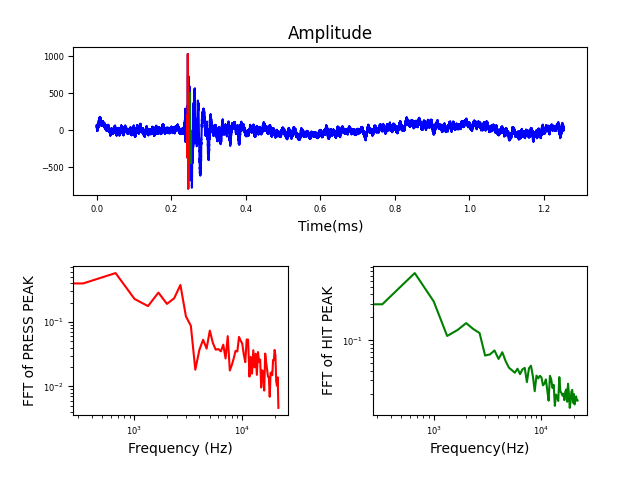 Amplitude
1000
500
0
−500
0.0 0.2 0.4 0.6 0.8 1.0 1.2
Time(ms)
FFT of PRESS PEAK
10⁻¹
10⁻²
10³ 10⁴
Frequency (Hz)
FFT of HIT PEAK
10⁻¹
10³ 10⁴
Frequency(Hz)